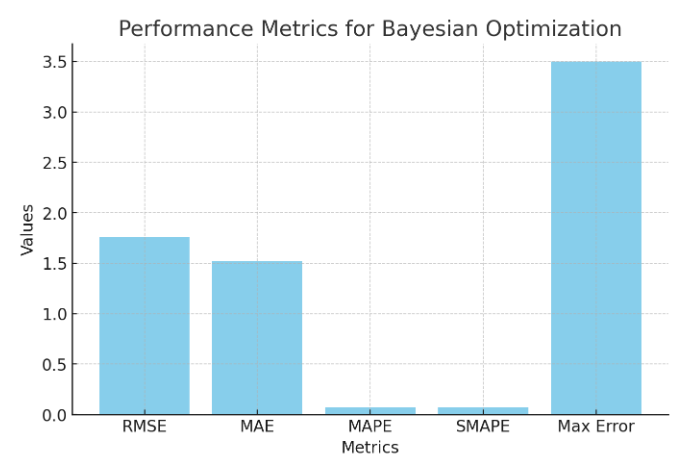 Performance Metrics for Bayesian Optimization
3.5
3.0
2.5
2.0
1.5
1.0
0.5
0.0
Values
RMSE MAE MAPE SMAPE Max Error
Metrics